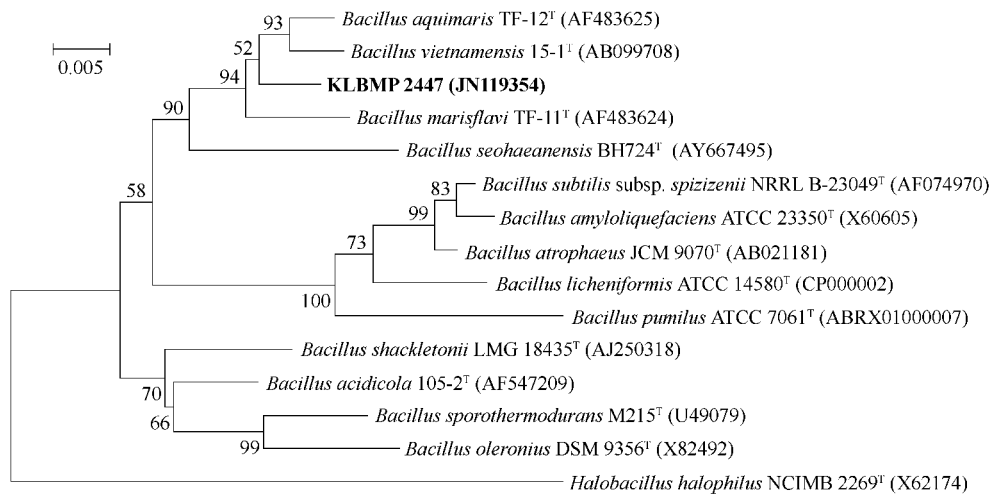 93
Bacillus aquimaris TF-12ᵀ (AF483625)
0.005
52
Bacillus vietnamensis 15-1ᵀ (AB099708)
94
KLBMP 2447 (JN119354)
90
Bacillus marisflavi TF-11ᵀ (AF483624)
Bacillus seohaeanensis BH724ᵀ (AY667495)
58
83
Bacillus subtilis subsp. spizizenii NRRL B-23049ᵀ (AF074970)
99
Bacillus amyloliquefaciens ATCC 23350ᵀ (X60605)
73
Bacillus atrophaeus JCM 9070ᵀ (AB021181)
Bacillus licheniformis ATCC 14580ᵀ (CP000002)
100
Bacillus pumilus ATCC 7061ᵀ (ABRX01000007)
Bacillus shackletonii LMG 18435ᵀ (AJ250318)
70
Bacillus acidicola 105-2ᵀ (AF547209)
66
Bacillus sporothermodurans M215ᵀ (U49079)
99
Bacillus oleronius DSM 9356ᵀ (X82492)
Halobacillus halophilus NCIMB 2269ᵀ (X62174)